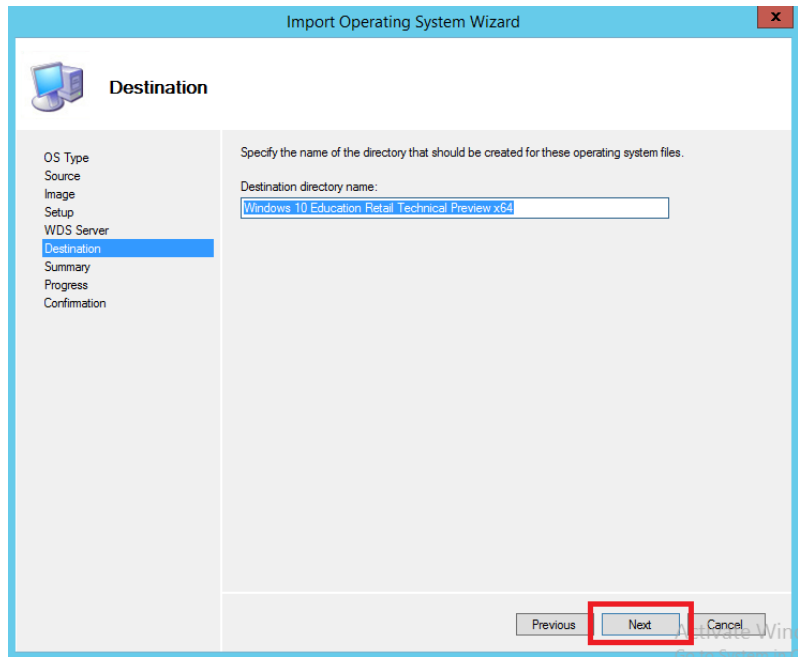 Import Operating System Wizard
x
Destination
OS Type
Source
Image
Setup
WDS Server
Destination
Summary
Progress
Confirmation
Specify the name of the directory that should be created for these operating system files.
Destination directory name:
Windows 10 Education Retail Technical Preview x64
Previous
Next
Cancel
Activate Win